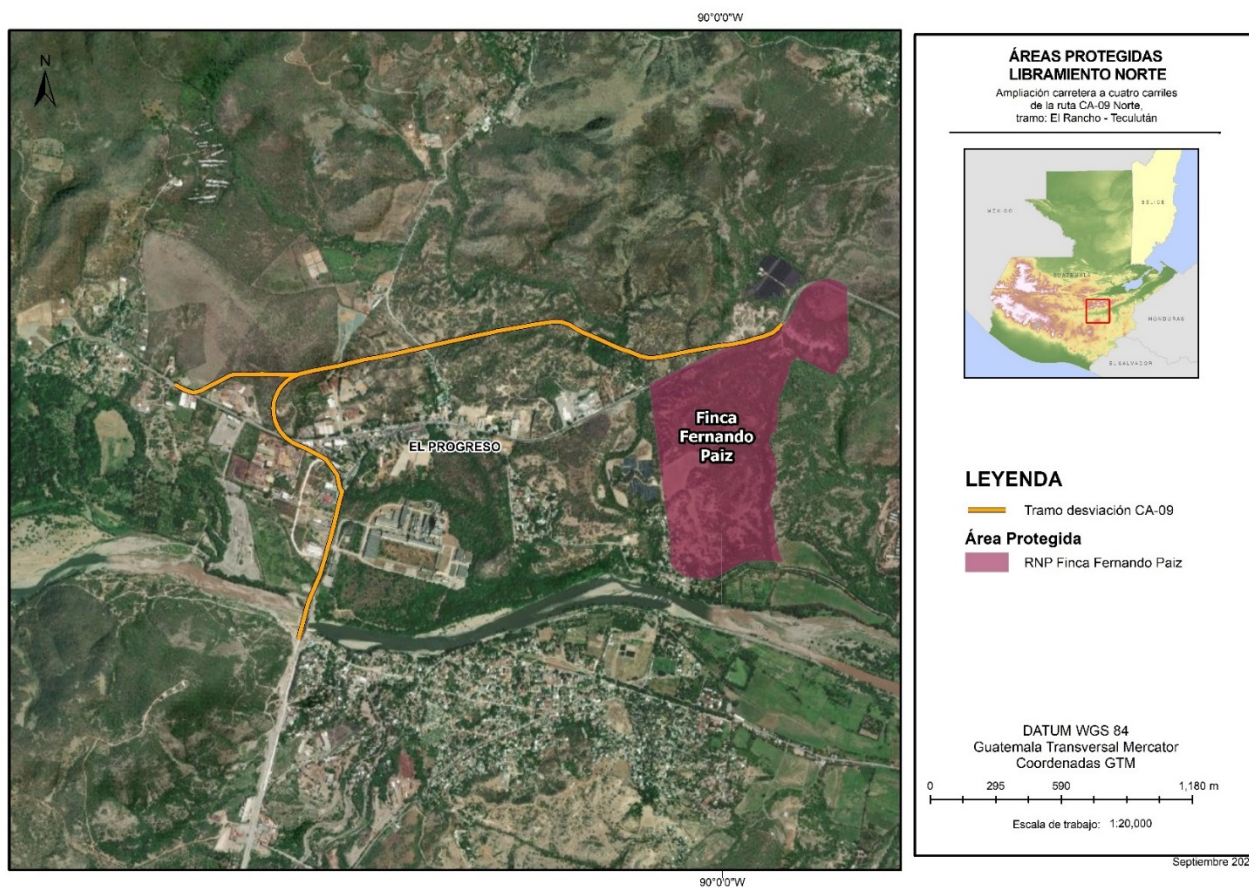 90°0'0"W
N
EL PROGRESO
Finca
Fernando
Paiz
90°0'0"W
ÁREAS PROTEGIDAS
LIBRAMIENTO NORTE
Ampliación carretera a cuatro carriles
de la ruta CA-09 Norte,
tramo: El Rancho - Teculután
MÉXICO
BELICE
GUATEMALA
HONDURAS
EL SALVADOR
LEYENDA
Tramo desviación CA-09
Área Protegida
RNP Finca Fernando Paiz
DATUM WGS 84
Guatemala Transversal Mercator
Coordenadas GTM
0 295 590 1,180 m
Escala de trabajo: 1:20,000
Septiembre 202